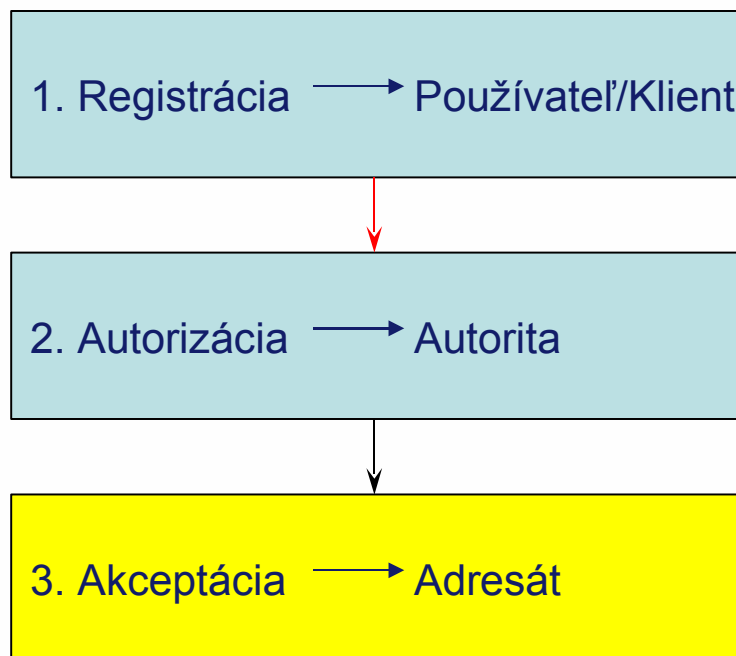 1. Registrácia Používateľ/Klient
2. Autorizácia Autorita
3. Akceptácia Adresát